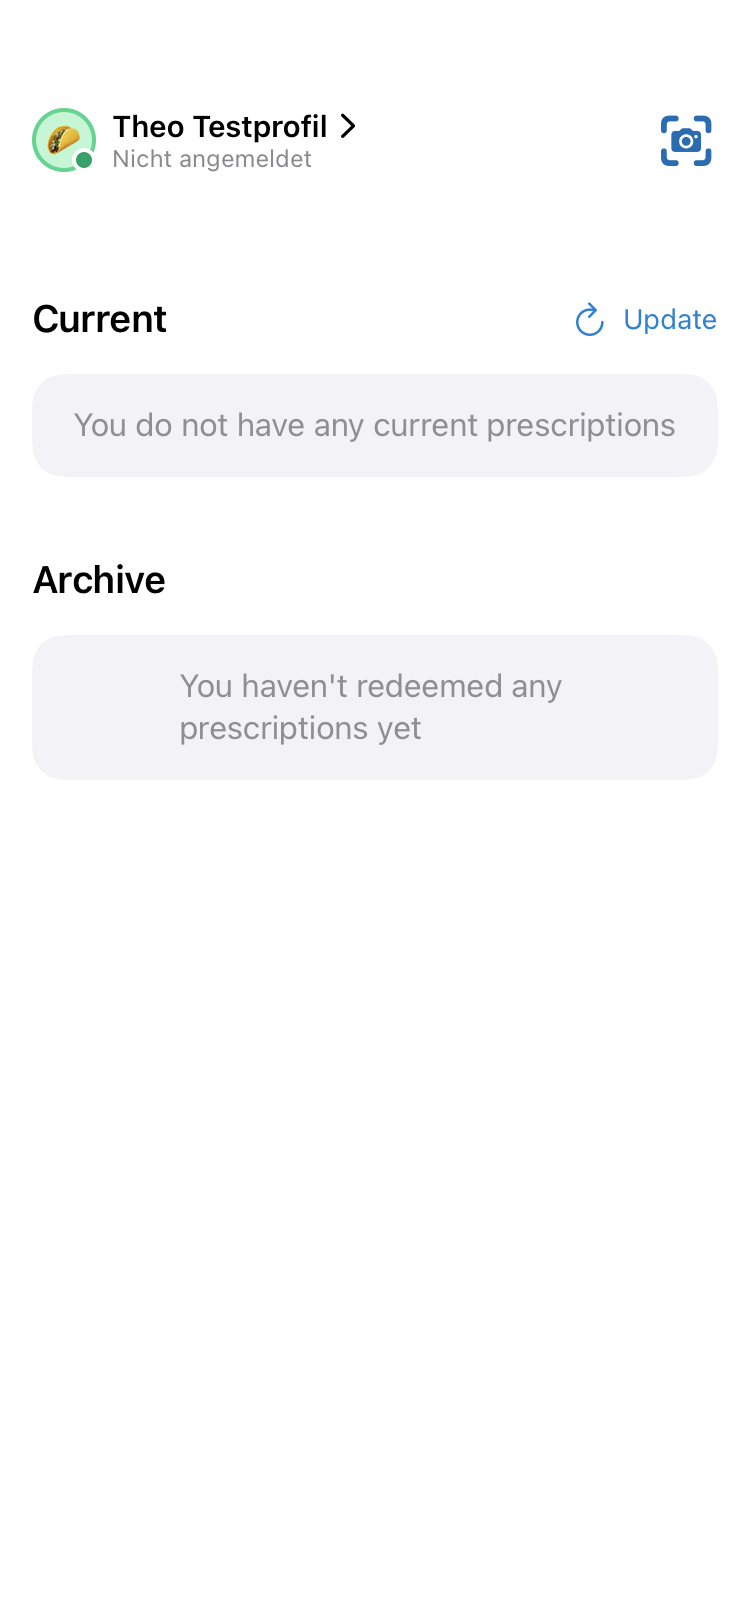 Theo Testprofil
Nicht angemeldet
Current
Update
You do not have any current prescriptions
Archive
You haven't redeemed any
prescriptions yet